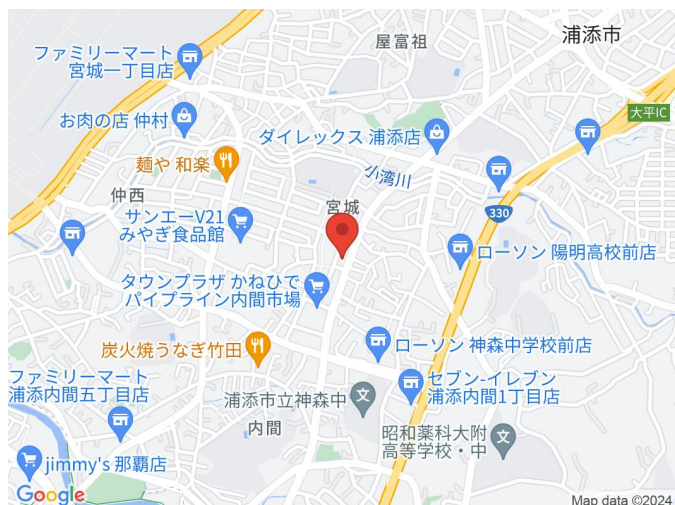 屋富祖
浦添市
ファミリーマート
宮城一丁目店
大平IC
お肉の店 仲村
ダイレックス 浦添店
麺や 和楽
小湾川
仲西
宮城
サンエーV21
みやぎ食品館
330
ローソン 陽明高校前店
タウンプラザ かねひで
パイプライン内間市場
炭火焼うなぎ竹田
ローソン 神森中学校前店
ファミリーマート
浦添内間五丁目店
セブン-イレブン
浦添内間1丁目店
浦添市立神森中
文
内間
昭和薬科大附
高等学校・中
文
jimmy's 那覇店
Google
Map data ©2024